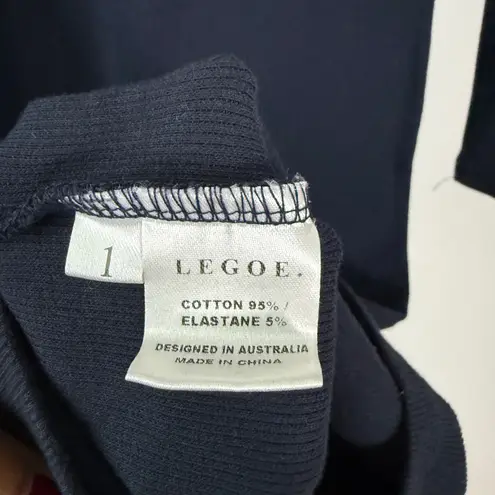 1
LEGOE.
COTTON 95% /
ELASTANE 5%
DESIGNED IN AUSTRALIA
MADE IN CHINA